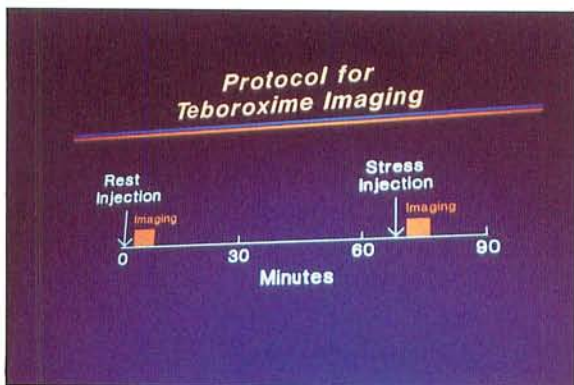 Protocol for
Teboroxime Imaging
Rest
Injection
Imaging
Stress
Injection
Imaging
0 30 60 90
Minutes